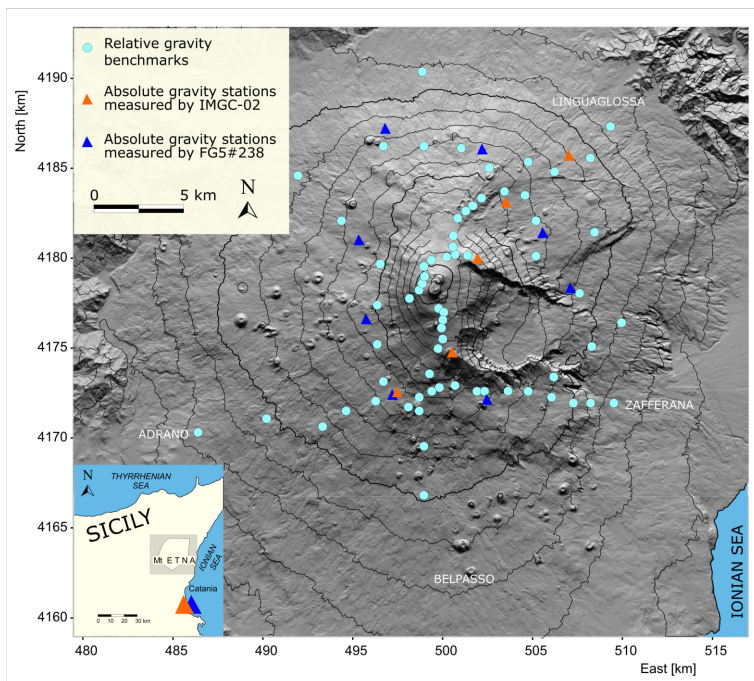 Relative gravity
benchmarks
Absolute gravity stations
measured by IMGC-02
Absolute gravity stations
measured by FG5#238
0 5 km
N
North [km]
4190
4185
4180
4175
4170
4165
4160
LINGUAGLOSSA
ZAFFERANA
ADRANO
BELPASSO
IONIAN SEA
N
THYRRHENIAN
SEA
SICILY
Mt ETNA
IONIAN
SEA
Catania
0 10 20 30 km
480 485 490 495 500 505 510 515
East [km]